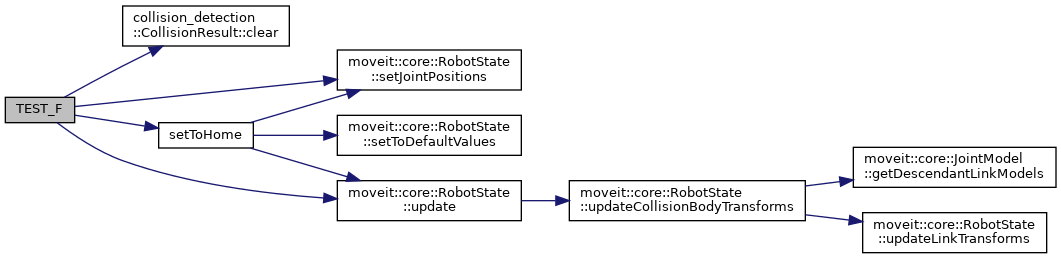 collision_detection
::CollisionResult::clear
moveit::core::RobotState
::setJointPositions
TEST_F
setToHome
moveit::core::RobotState
::setToDefaultValues
moveit::core::RobotState
::update
moveit::core::RobotState
::updateCollisionBodyTransforms
moveit::core::JointModel
::getDescendantLinkModels
moveit::core::RobotState
::updateLinkTransforms